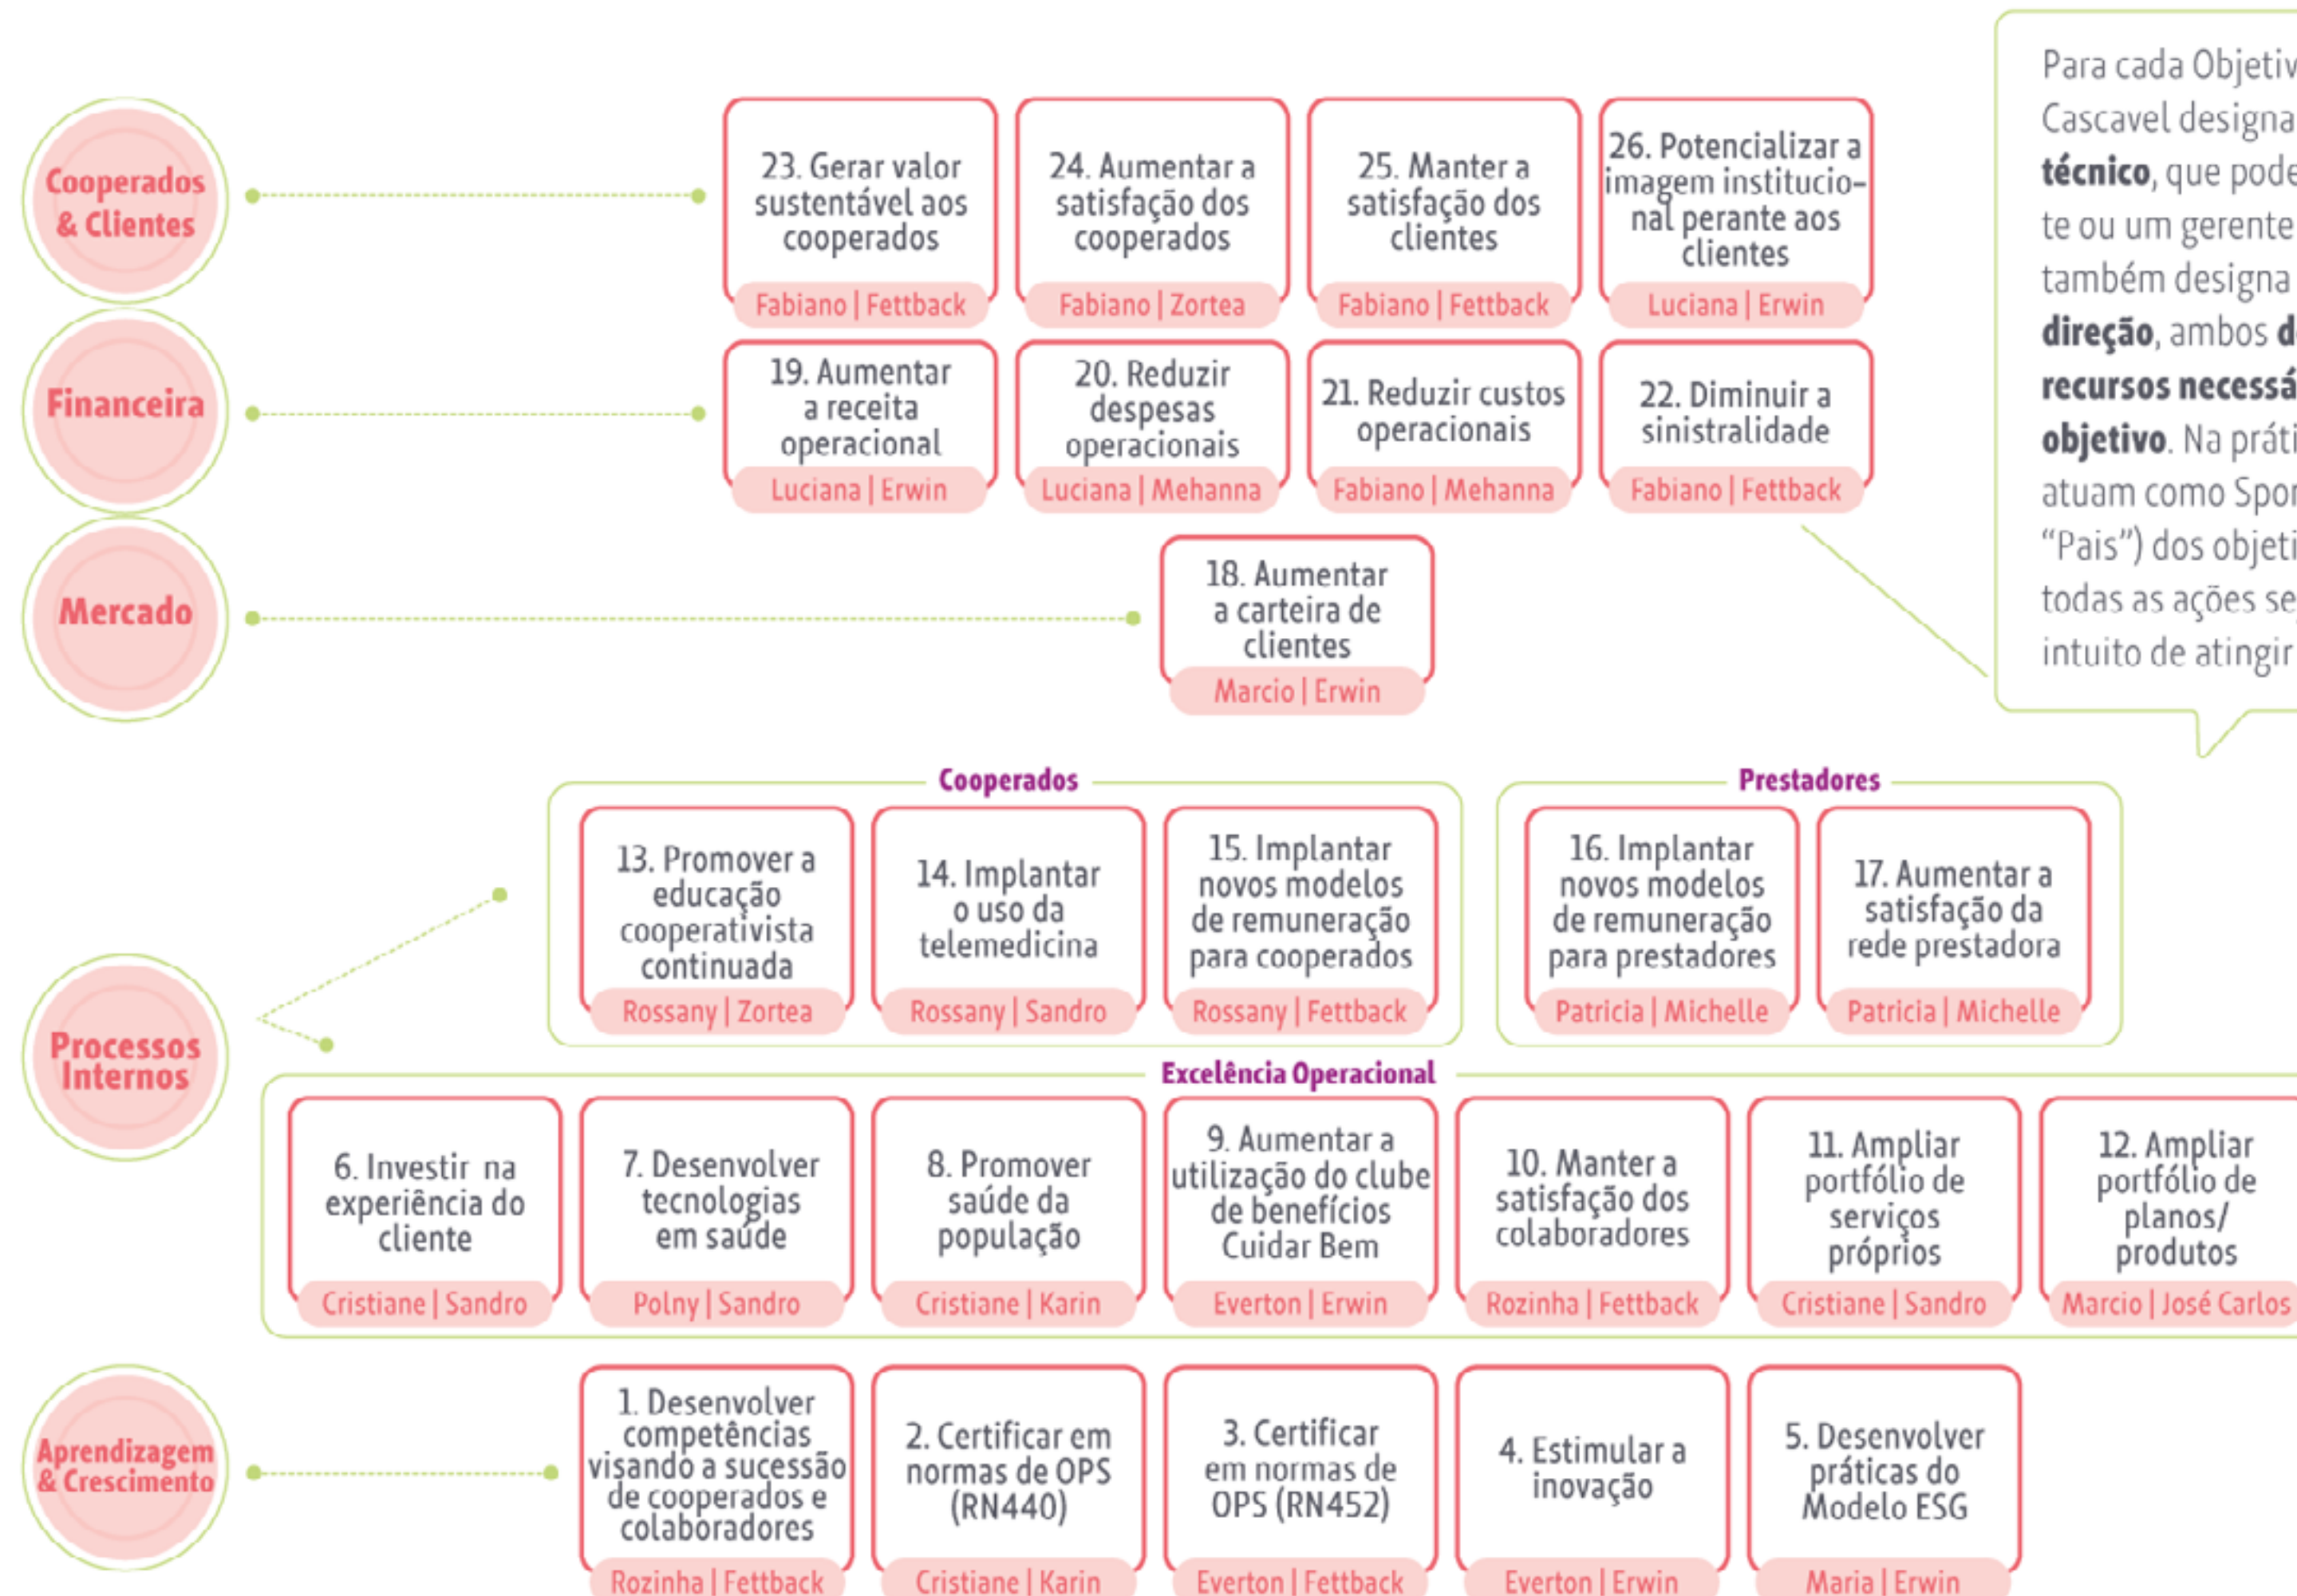 Cooperados
& Clientes
23. Gerar valor
sustentável aos
cooperados
Fabiano | Fettback
24. Aumentar a
satisfação dos
cooperados
Fabiano | Zortea
25. Manter a
satisfação dos
clientes
Fabiano | Fettback
26. Potencializar a
imagem institucio-
nal perante aos
clientes
Luciana | Erwin
Para cada Objetiv
Cascavel designa
técnico, que pode
te ou um gerente
também designa
direção, ambos d
recursos necessá
objetivo. Na práti
atuam como Spon
"Pais") dos objeti
todas as ações se
intuito de atingir
Financeira
19. Aumentar
a receita
operacional
Luciana | Erwin
20. Reduzir
despesas
operacionais
Luciana | Mehanna
21. Reduzir custos
operacionais
Fabiano | Mehanna
22. Diminuir a
sinistralidade
Fabiano | Fettback
Mercado
18. Aumentar
a carteira de
clientes
Marcio | Erwin
Processos
Internos
Cooperados
13. Promover a
educação
cooperativista
continuada
Rossany | Zortea
14. Implantar
o uso da
telemedicina
Rossany | Sandro
15. Implantar
novos modelos
de remuneração
para cooperados
Rossany | Fettback
Prestadores
16. Implantar
novos modelos
de remuneração
para prestadores
Patricia | Michelle
17. Aumentar a
satisfação da
rede prestadora
Patricia | Michelle
Excelência Operacional
6. Investir na
experiência do
cliente
Cristiane | Sandro
7. Desenvolver
tecnologias
em saúde
Polny | Sandro
8. Promover
saúde da
população
Cristiane | Karin
9. Aumentar a
utilização do clube
de benefícios
Cuidar Bem
Everton | Erwin
10. Manter a
satisfação dos
colaboradores
Rozinha | Fettback
11. Ampliar
portfólio de
serviços
próprios
Cristiane | Sandro
12. Ampliar
portfólio de
planos/
produtos
Marcio | José Carlos
Aprendizagem
& Crescimento
1. Desenvolver
competências
visando a sucessão
de cooperados e
colaboradores
Rozinha | Fettback
2. Certificar em
normas de OPS
(RN440)
Cristiane | Karin
3. Certificar
em normas de
OPS (RN452)
Everton | Fettback
4. Estimular a
inovação
Everton | Erwin
5. Desenvolver
práticas do
Modelo ESG
Maria | Erwin